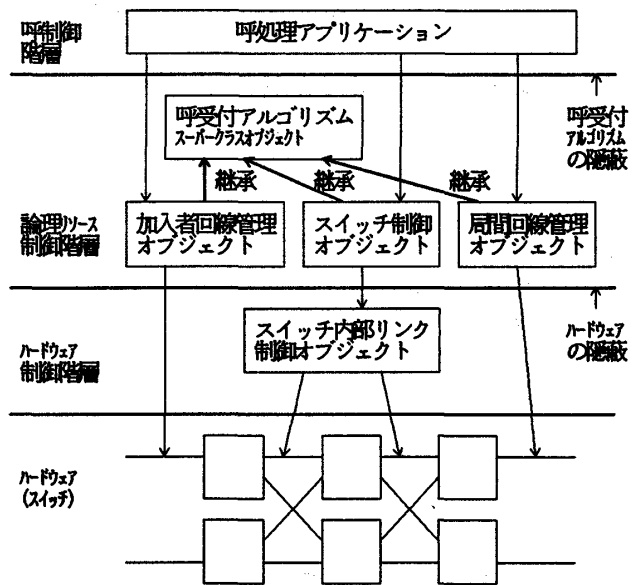 呼制御
階層
呼処理アプリケーション
呼受付アルゴリズム
スーパークラスオブジェクト
呼受付
アルゴリズム
の隠蔽
継承
継承
継承
論理リソース
制御階層
加入者回線管理
オブジェクト
スイッチ制御
オブジェクト
局間回線管理
オブジェクト
ハードウェア
制御階層
スイッチ内部リンク
制御オブジェクト
ハードウェア
の隠蔽
ハードウェア
(スイッチ)